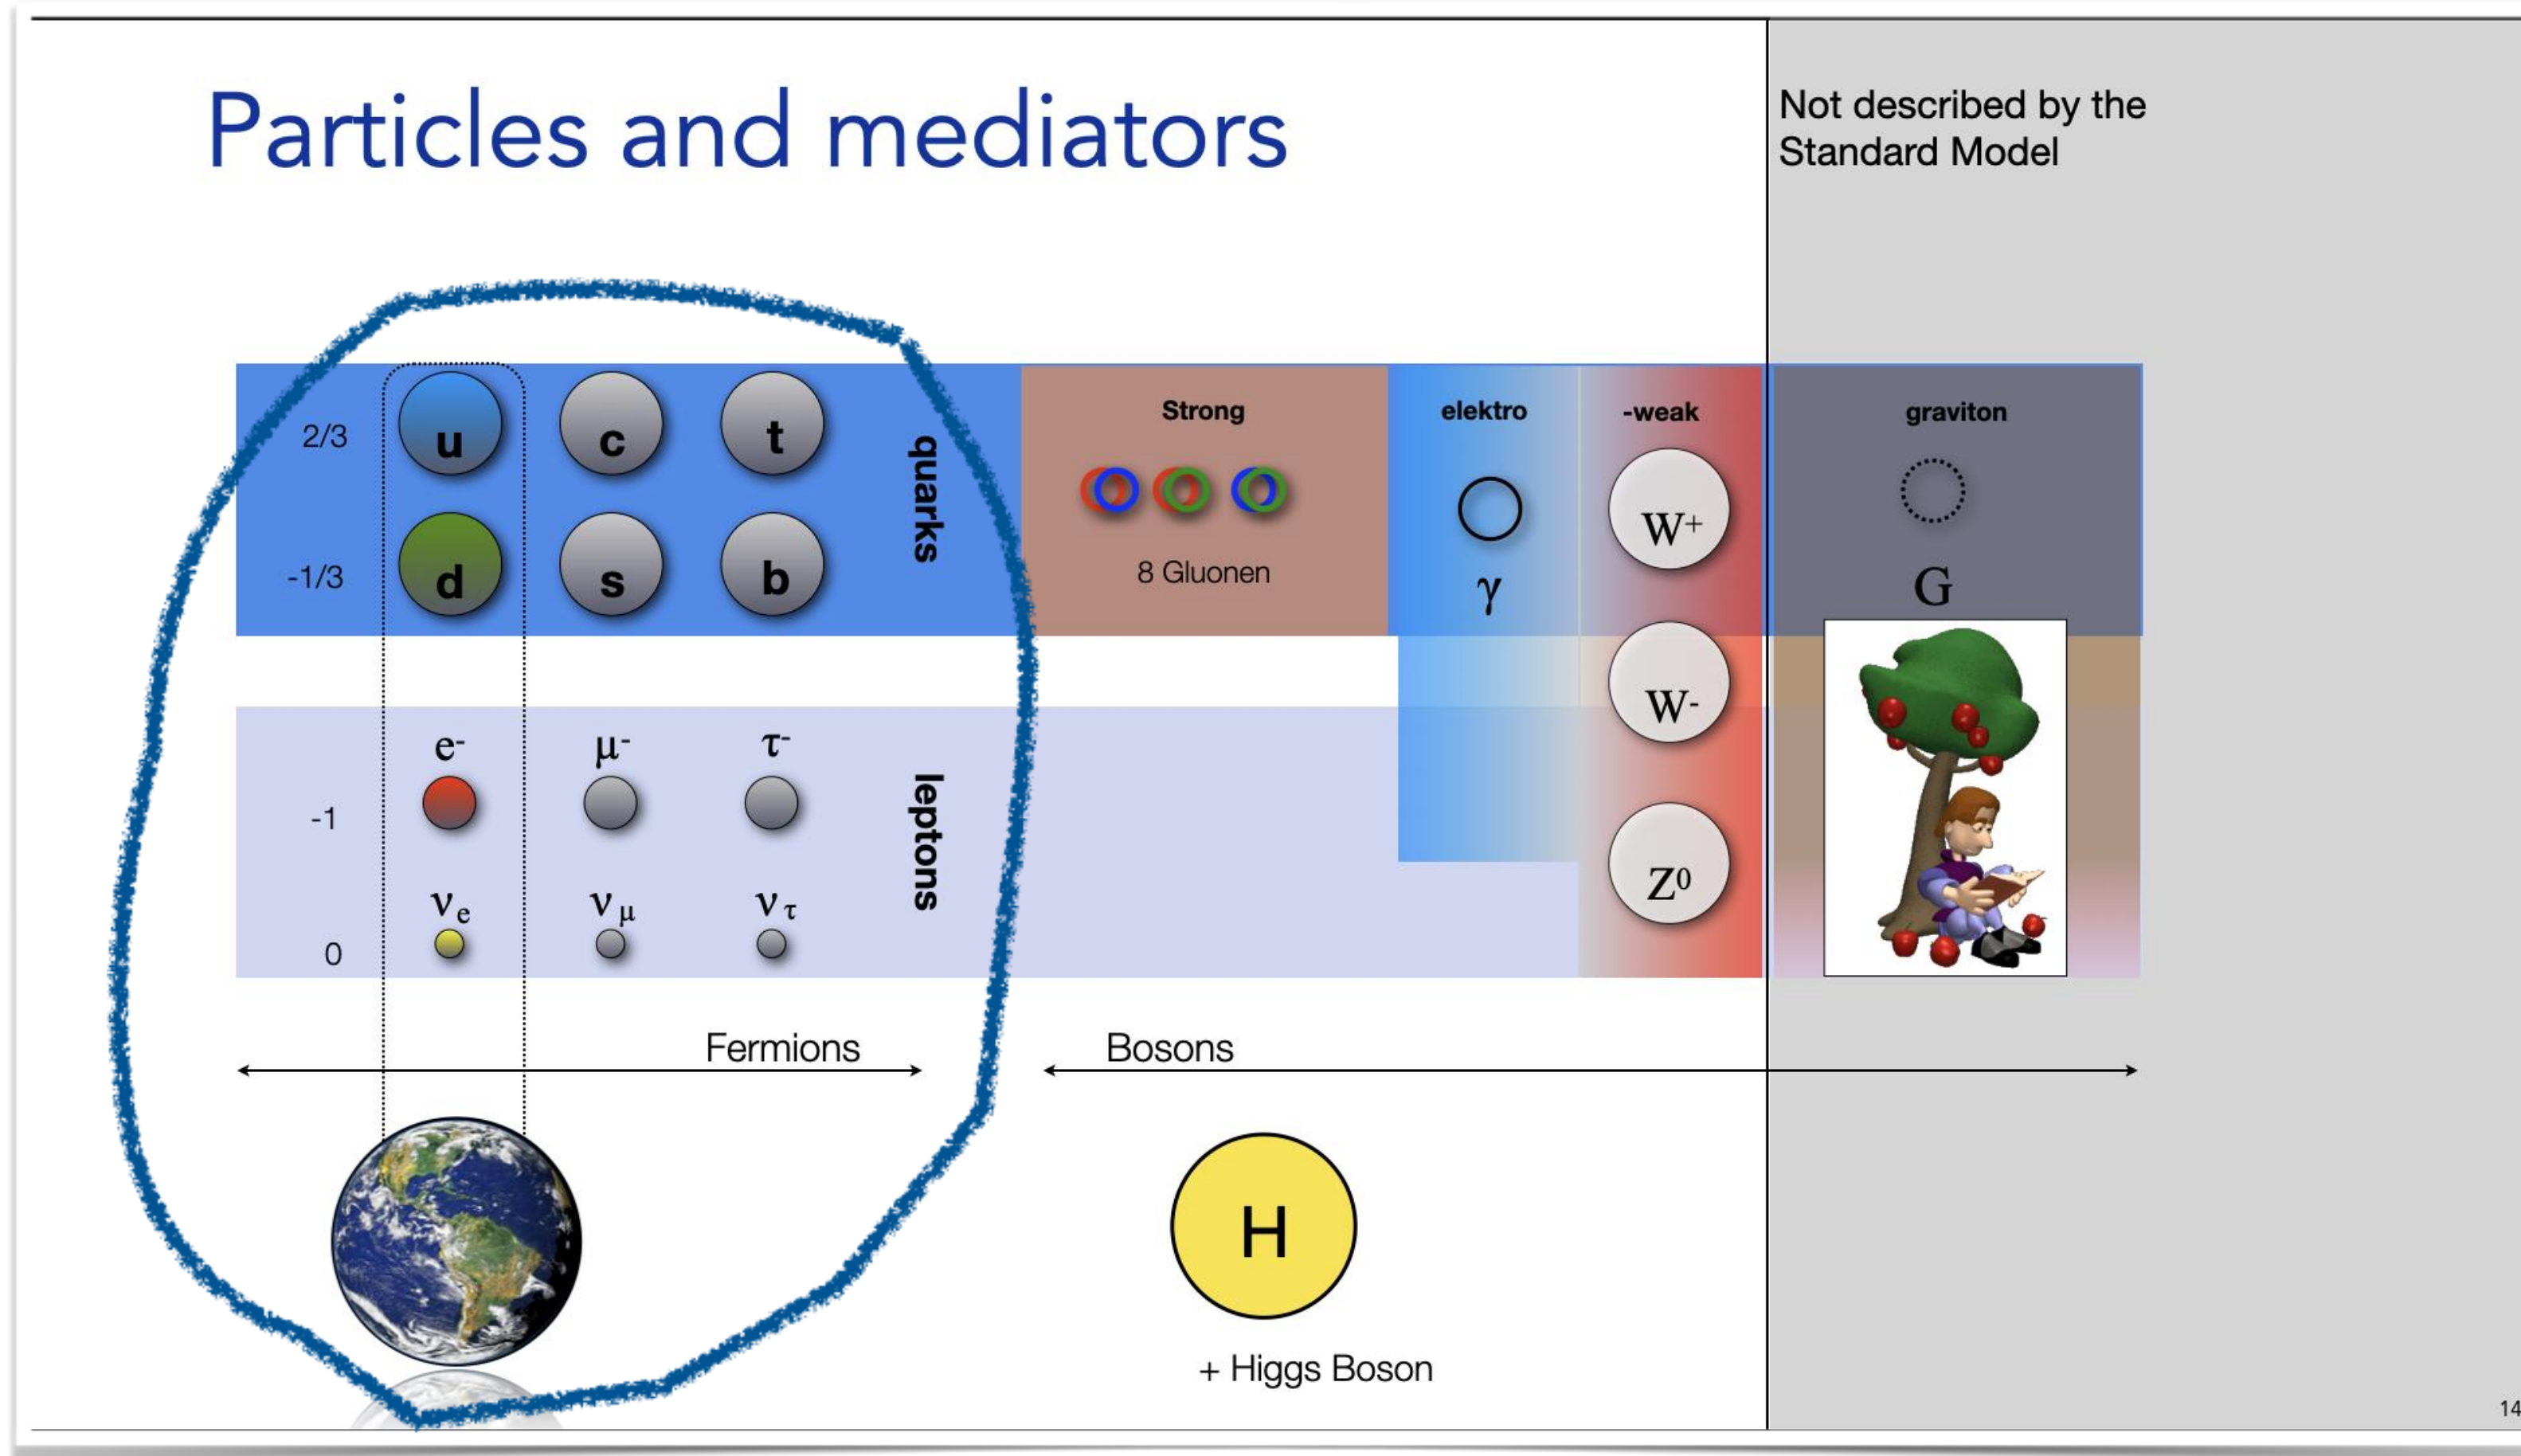 Particles and mediators
Not described by the
Standard Model
2/3
u
c
t
quarks
-1/3
d
s
b
Strong
8 Gluonen
elektro
γ
-weak
W+
W-
Z0
graviton
G
e-
μ-
τ-
leptons
-1
νe
νμ
ντ
0
Fermions
Bosons
H
+ Higgs Boson
14